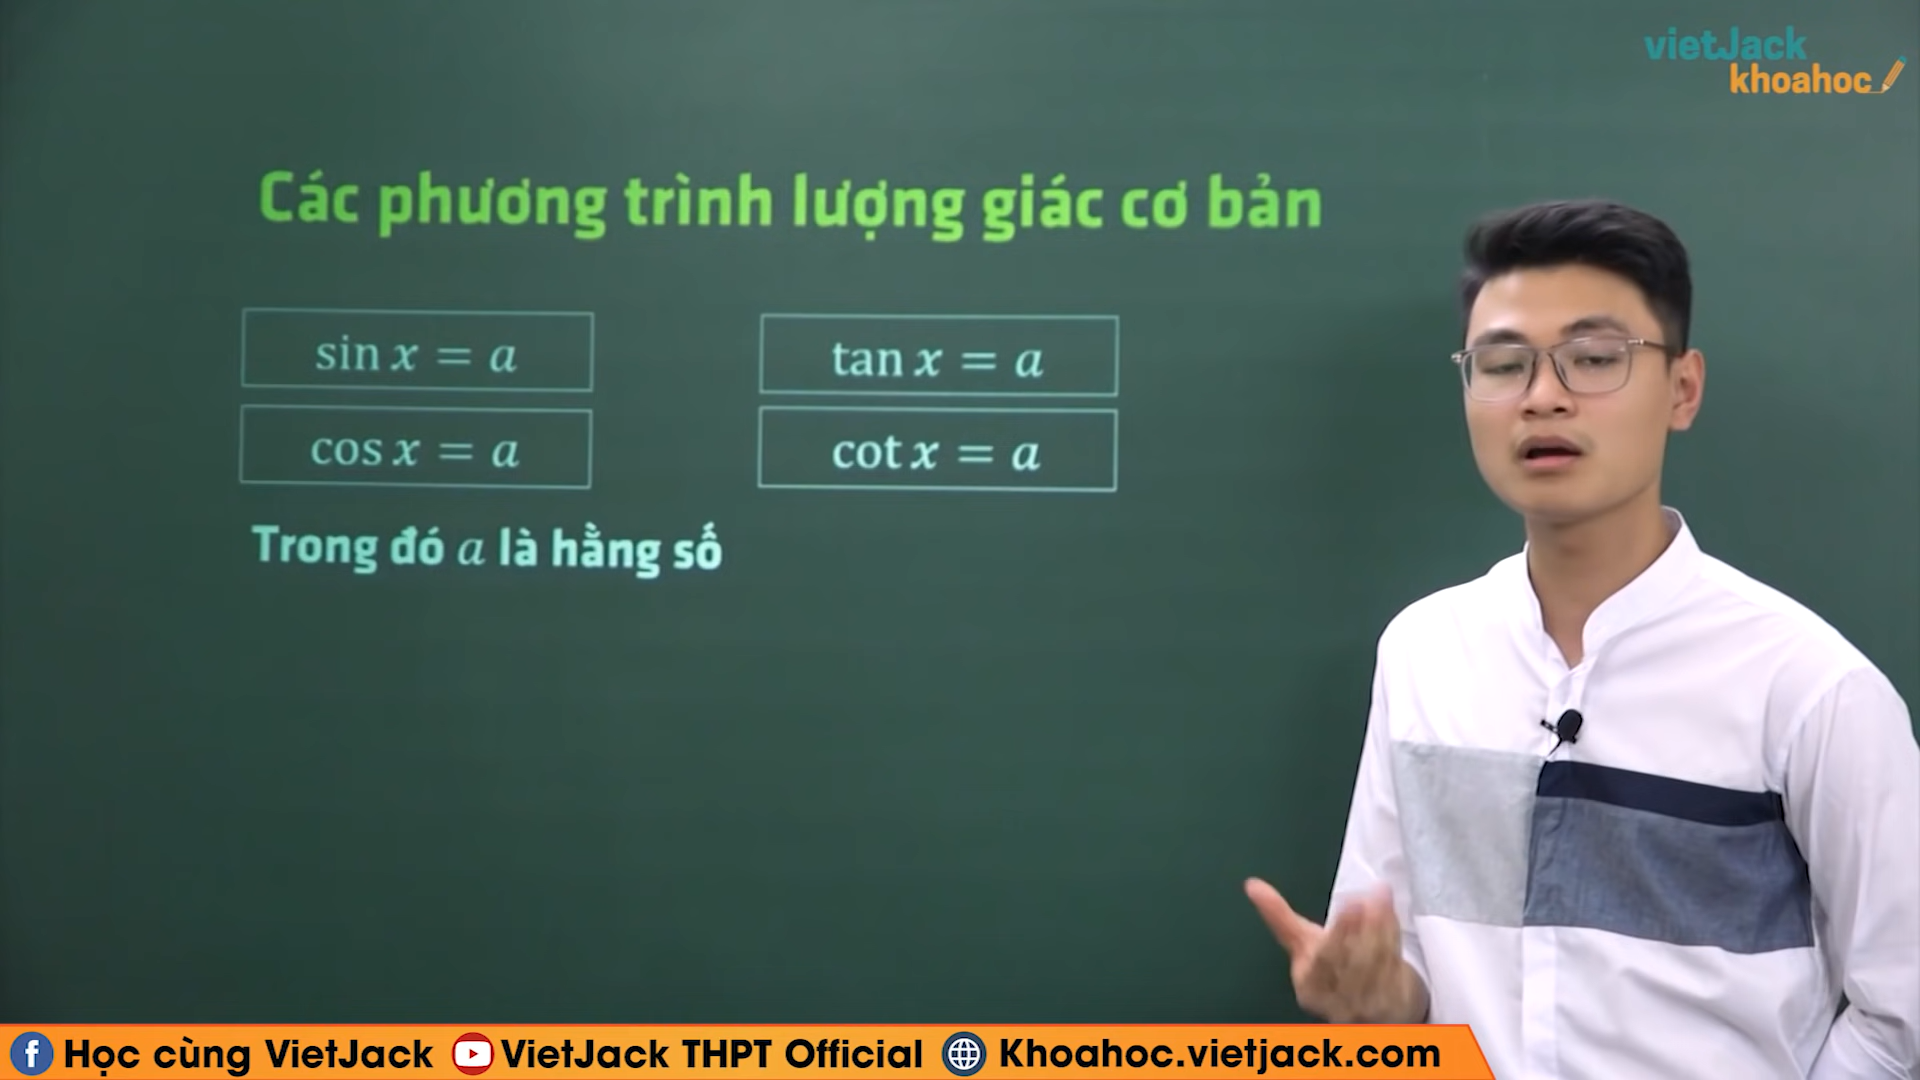 vietJack
khoahoc
Các phương trình lượng giác cơ bản
sin x = a
tan x = a
cos x = a
cot x = a
Trong đó a là hằng số
Học cùng VietJack
VietJack THPT Official
Khoahoc.vietjack.com